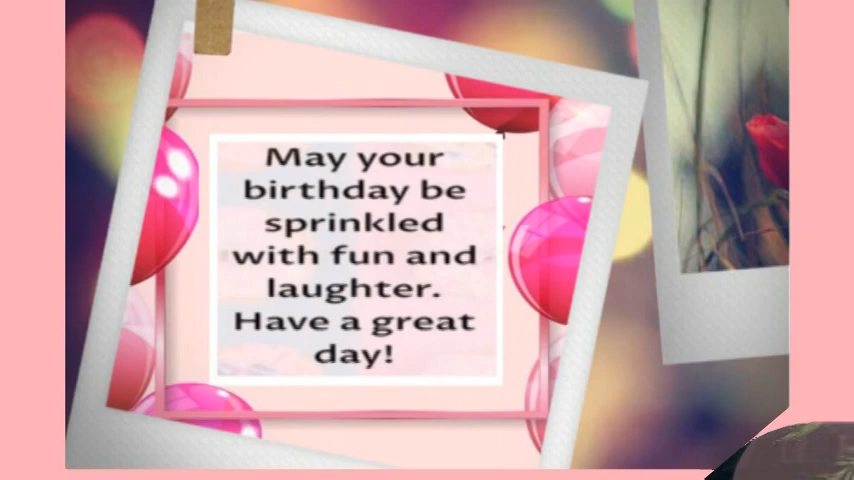 May your
birthday be
sprinkled
with fun and
laughter.
Have a great
day!